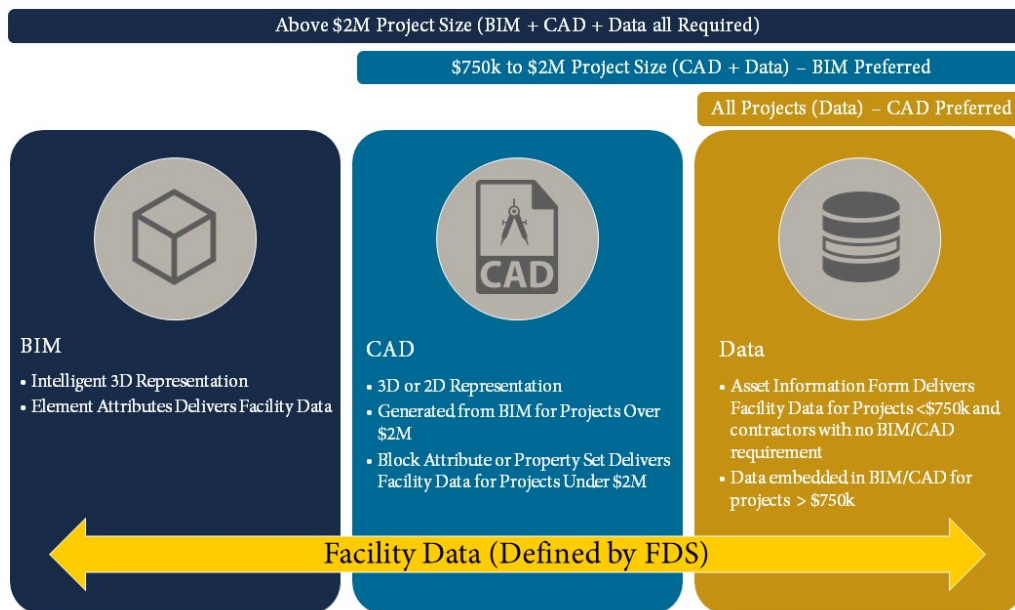 Above $2M Project Size (BIM + CAD + Data all Required)
$750k to $2M Project Size (CAD + Data) – BIM Preferred
All Projects (Data) – CAD Preferred
BIM
• Intelligent 3D Representation
• Element Attributes Delivers Facility Data
CAD
CAD
• 3D or 2D Representation
• Generated from BIM for Projects Over
$2M
• Block Attribute or Property Set Delivers
Facility Data for Projects Under $2M
Data
• Asset Information Form Delivers
Facility Data for Projects <$750k and
contractors with no BIM/CAD
requirement
• Data embedded in BIM/CAD for
projects > $750k
Facility Data (Defined by FDS)